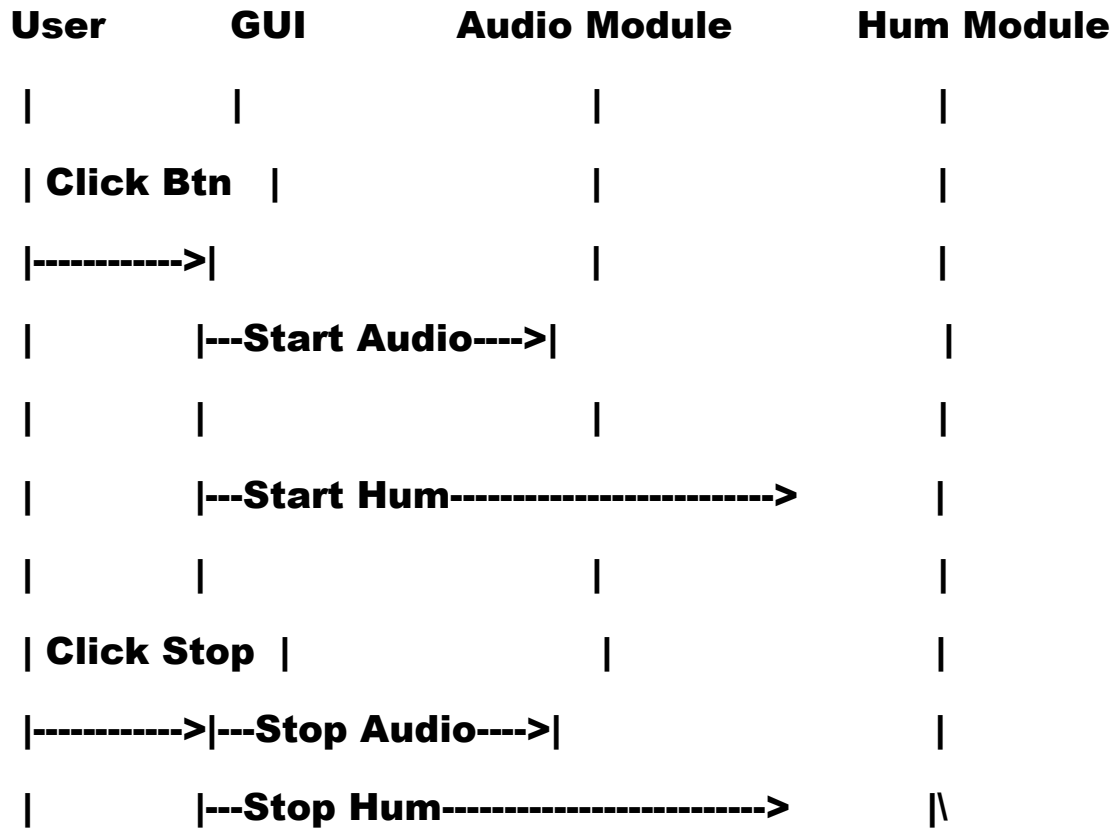 User GUI Audio Module Hum Module
| | | |
| Click Btn | | |
|------------>| | |
| |---Start Audio---->| |
| | | |
| |---Start Hum--------------------------> |
| | | |
| Click Stop | | |
|------------>|---Stop Audio---->| |
| |---Stop Hum--------------------------> |\